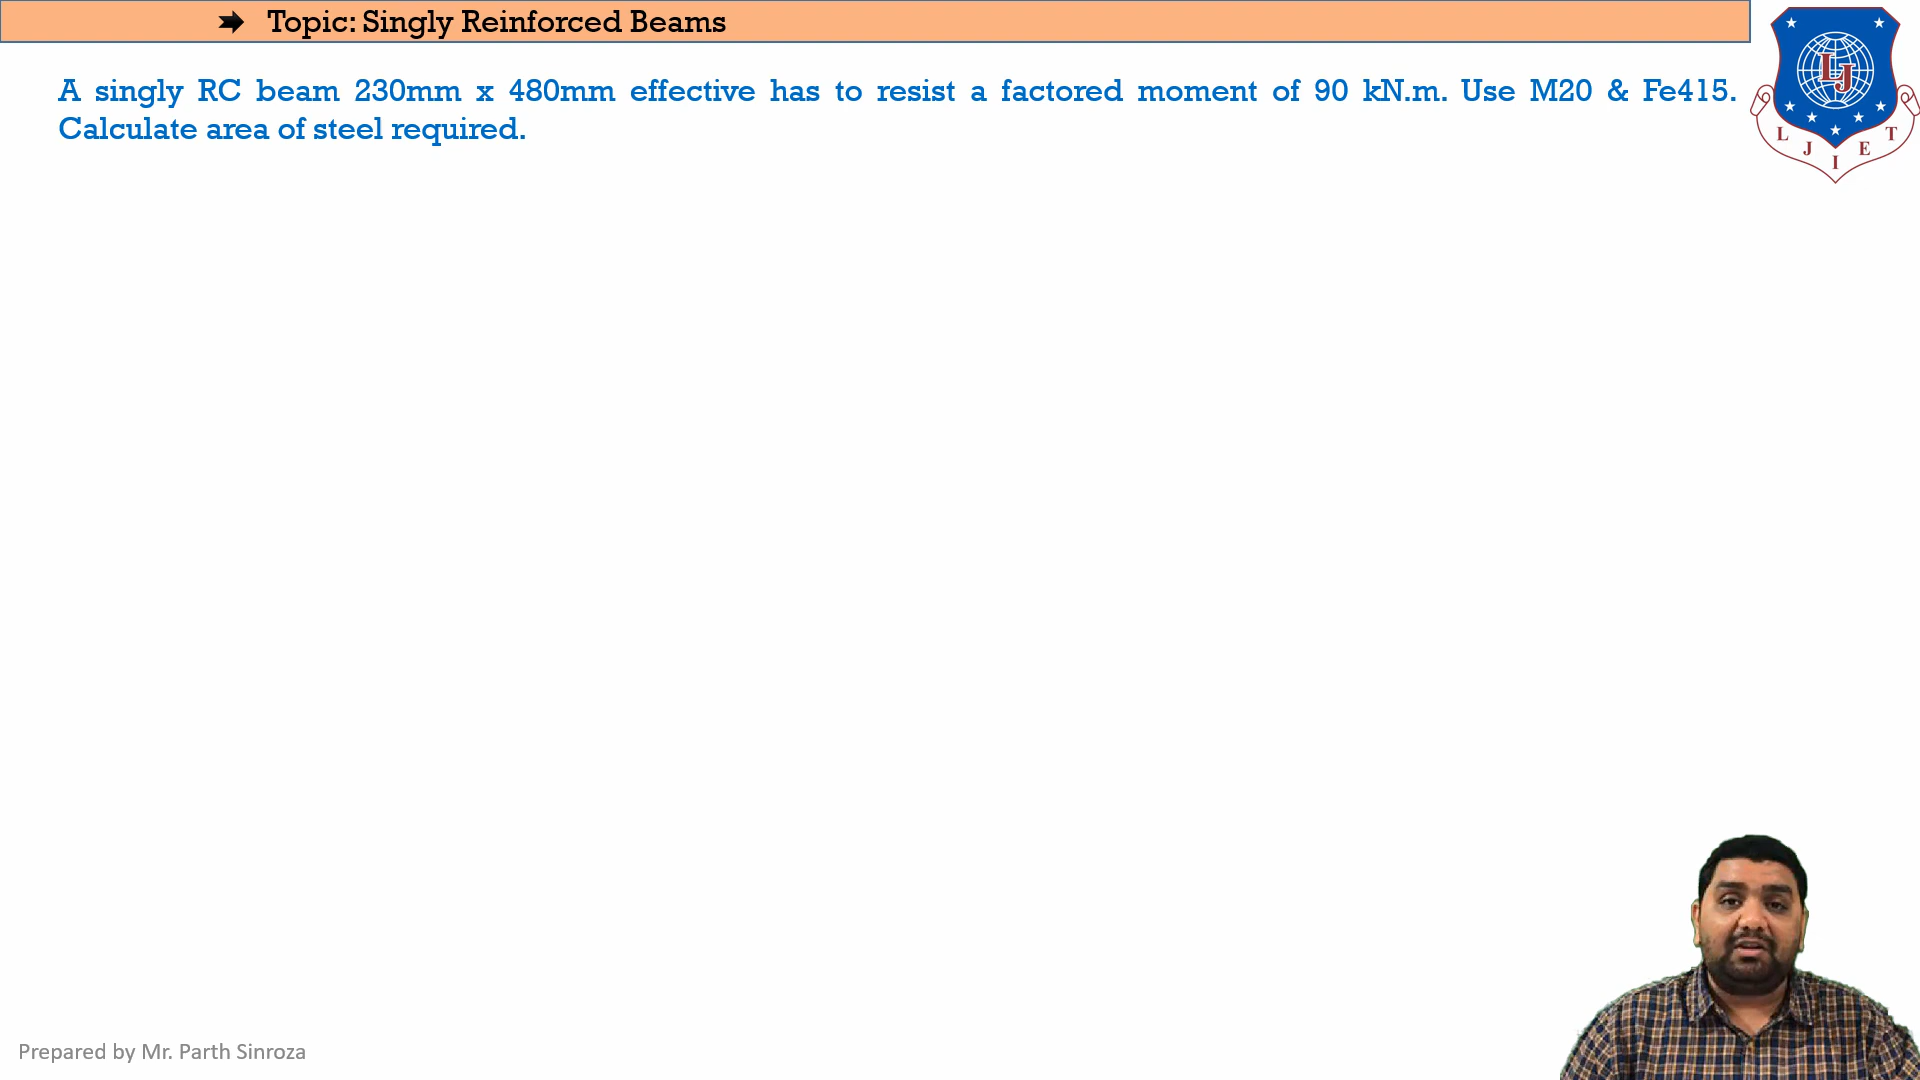 Topic: Singly Reinforced Beams
A singly RC beam 230mm x 480mm effective has to resist a factored moment of 90 kN.m. Use M20 & Fe415.
Calculate area of steel required.
LJ
L J I E T
Prepared by Mr. Parth Sinroza